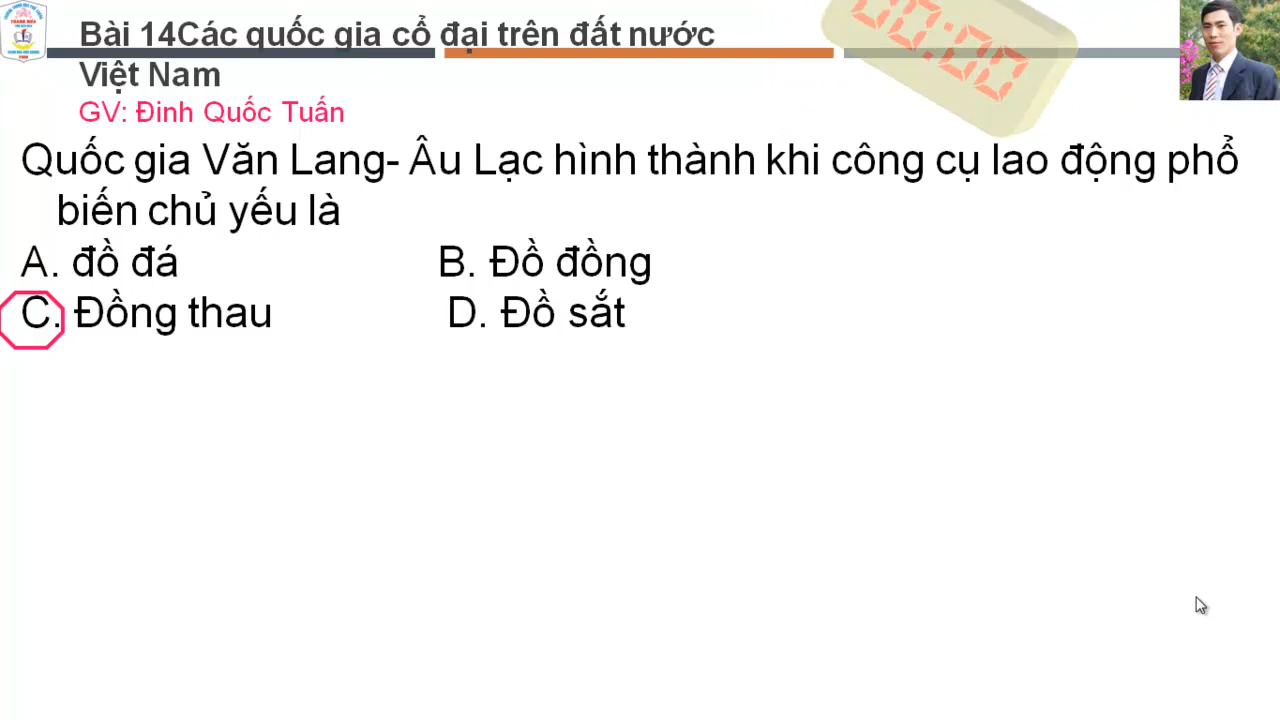 Bài 14Các quốc gia cổ đại trên đất nước
Việt Nam
GV: Đinh Quốc Tuấn
00:00
Quốc gia Văn Lang- Âu Lạc hình thành khi công cụ lao động phổ
biến chủ yếu là
A. đồ đá B. Đồ đồng
C. Đồng thau D. Đồ sắt